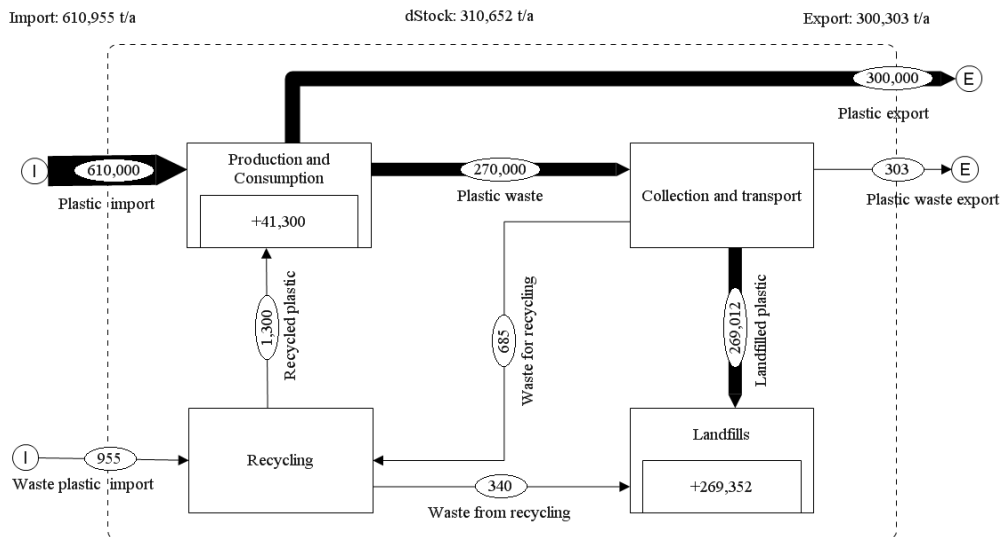 Import: 610,955 t/a
dStock: 310,652 t/a
Export: 300,303 t/a
300,000
E
Plastic export
I
610,000
Plastic import
Production and
Consumption
+41,300
270,000
Plastic waste
Collection and transport
303
E
Plastic waste export
1,300
Recycled plastic
685
Waste for recycling
269,012
Landfilled plastic
I
955
Waste plastic import
Recycling
340
Waste from recycling
Landfills
+269,352